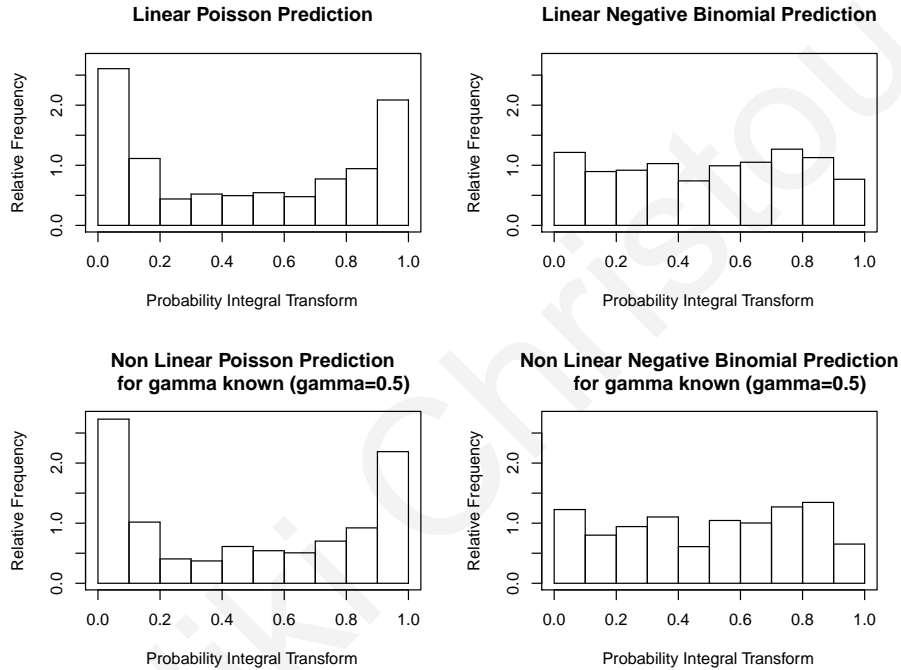 Linear Poisson Prediction
Relative Frequency
0.0 1.0 2.0
0.0 0.2 0.4 0.6 0.8 1.0
Probability Integral Transform
Linear Negative Binomial Prediction
Relative Frequency
0.0 1.0 2.0
0.0 0.2 0.4 0.6 0.8 1.0
Probability Integral Transform
Non Linear Poisson Prediction
for gamma known (gamma=0.5)
Relative Frequency
0.0 1.0 2.0
0.0 0.2 0.4 0.6 0.8 1.0
Probability Integral Transform
Non Linear Negative Binomial Prediction
for gamma known (gamma=0.5)
Relative Frequency
0.0 1.0 2.0
0.0 0.2 0.4 0.6 0.8 1.0
Probability Integral Transform
Christou